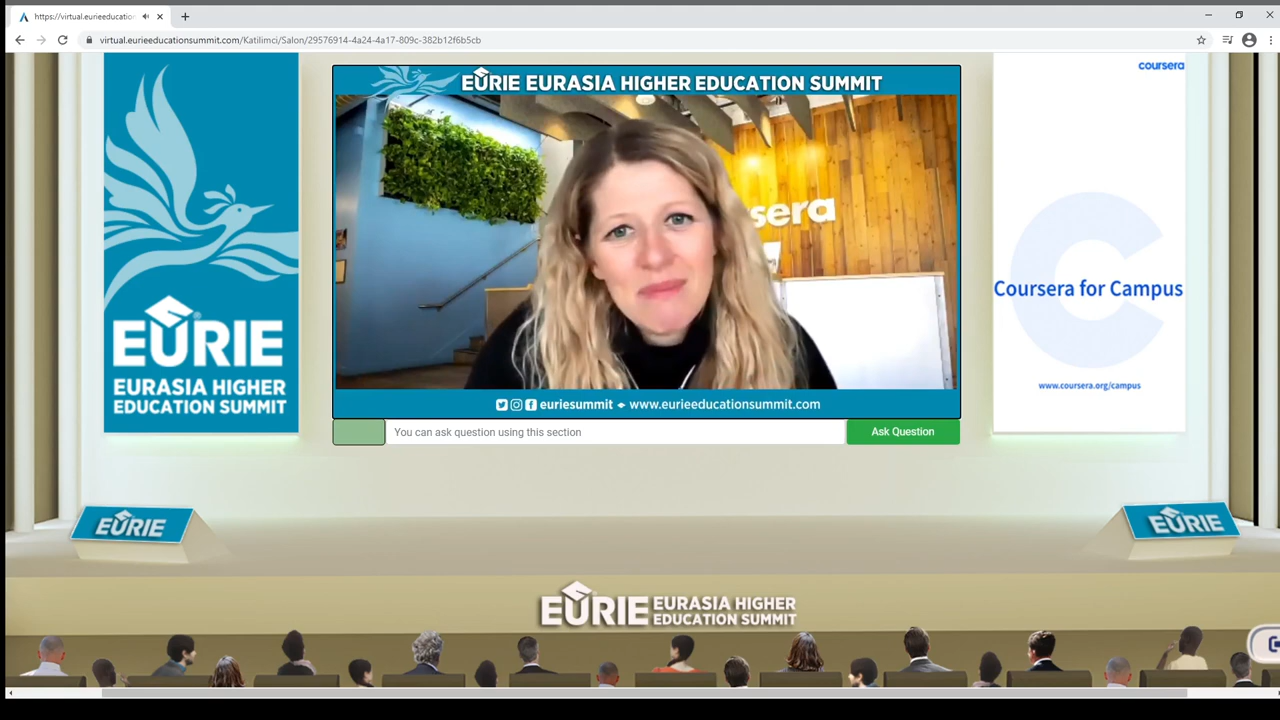 https://virtual.eurieeducation
virtual.eurieeducationsummit.com/Katilimci/Salon/29576914-4a24-4a17-809c-382b12f6b5cb
EURIE
EURASIA HIGHER
EDUCATION SUMMIT
EURIE EURASIA HIGHER EDUCATION SUMMIT
sera
euriesummit www.eurieeducationsummit.com
You can ask question using this section
Ask Question
coursera
C
Coursera for Campus
www.coursera.org/campus
EURIE
EURIE
EURIE EURASIA HIGHER
EDUCATION SUMMIT